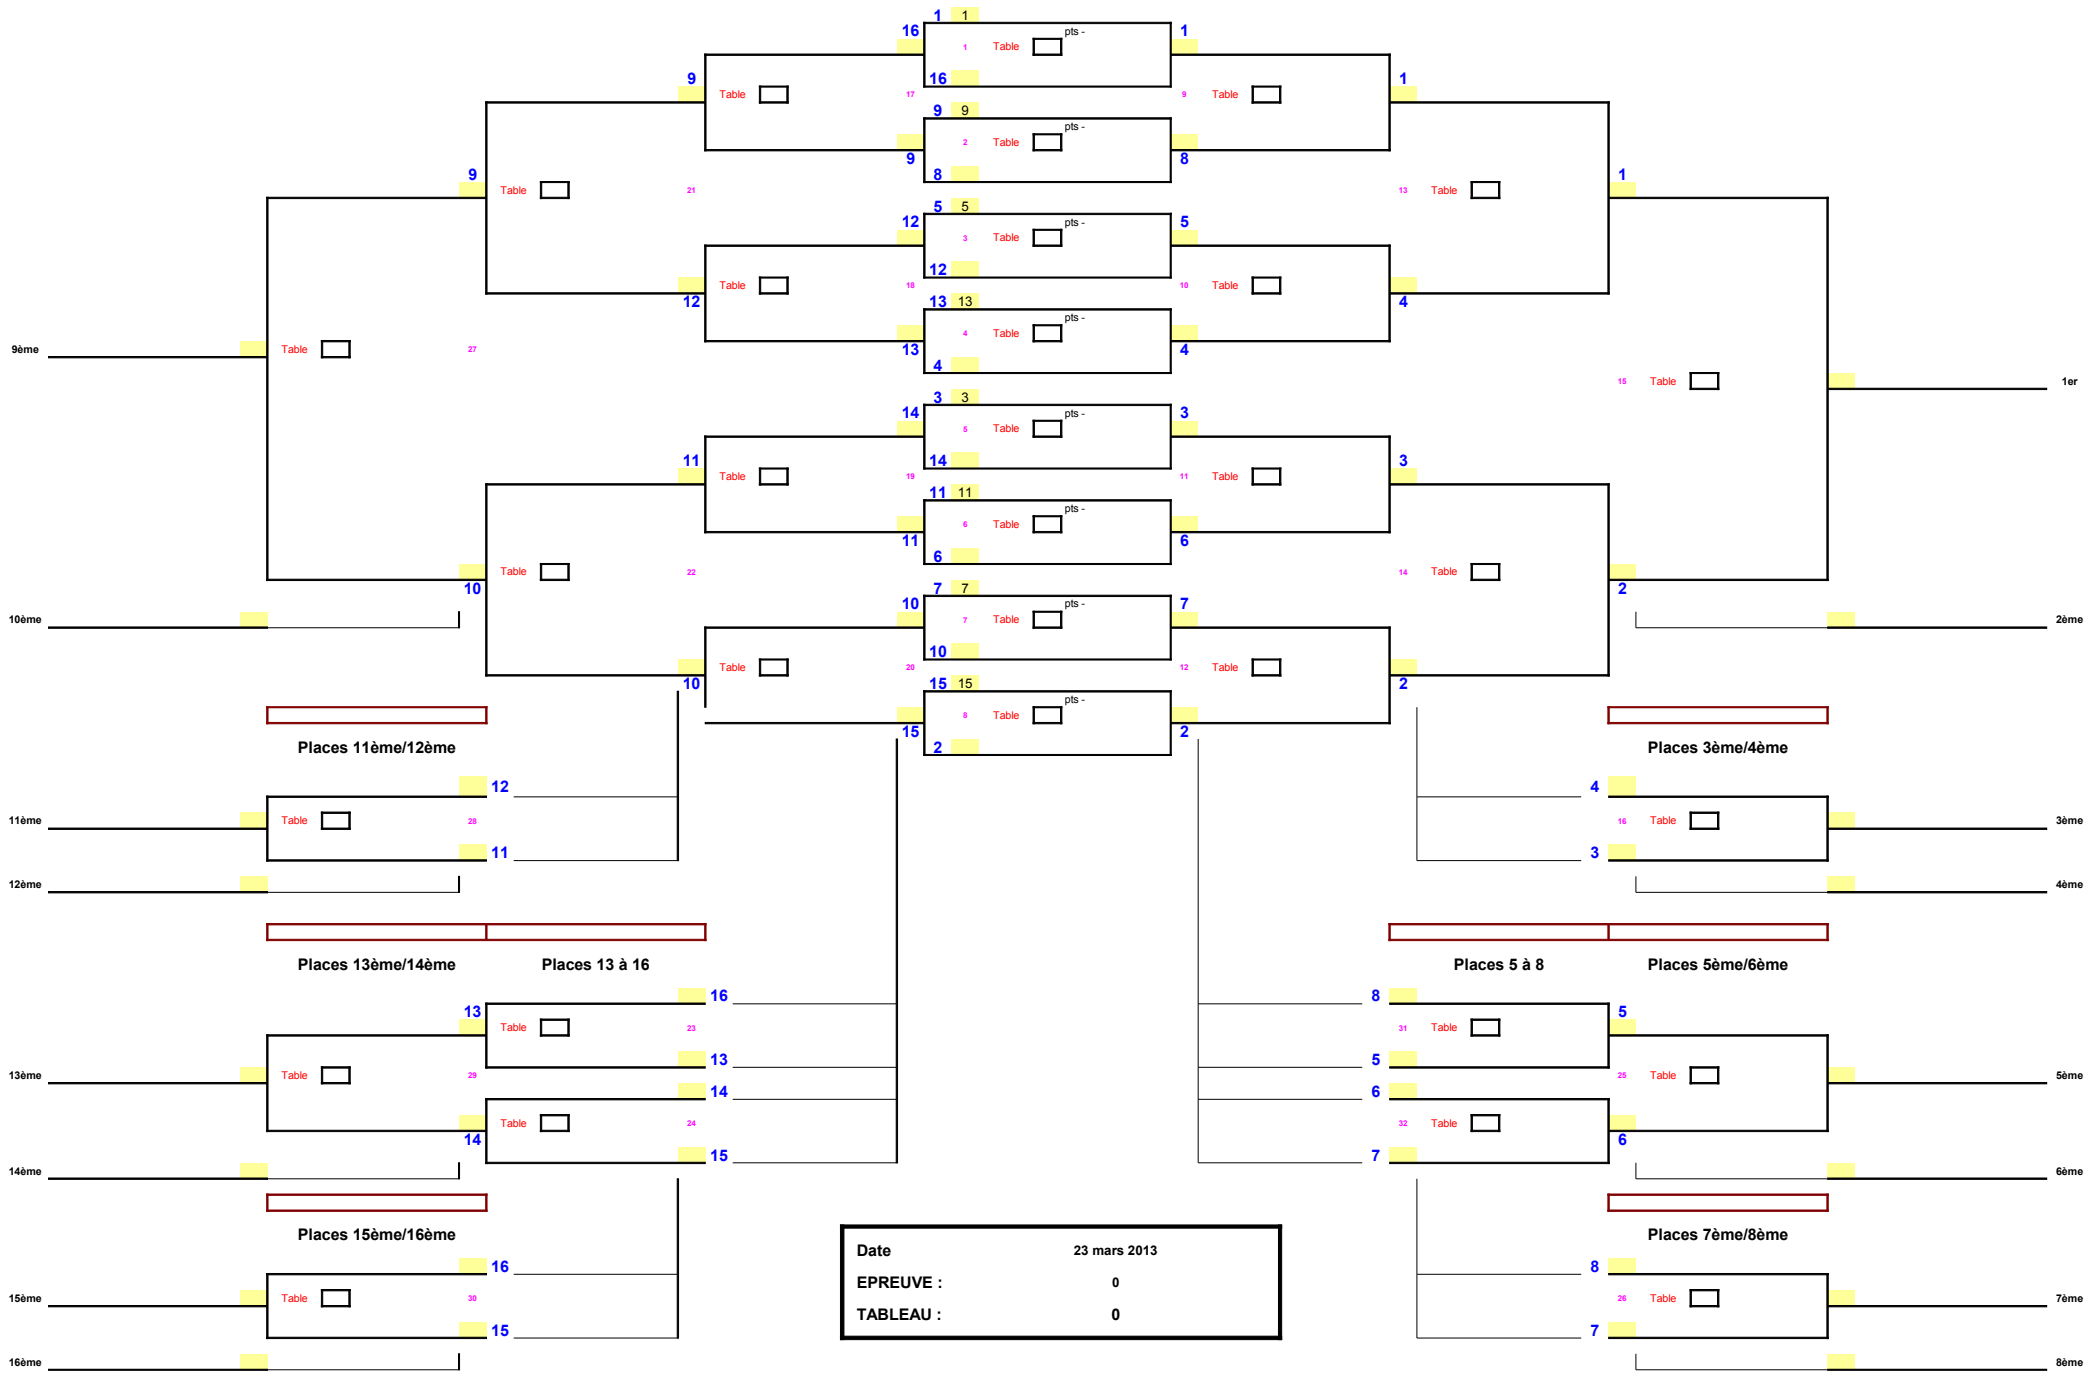 1 1
16 1 Table pts - 1
9 Table 16 17 9 Table 1
9 9
2 Table pts -
9 8 8
9 Table 21 13 Table 1
5 5
12 3 Table pts - 5
Table 12 18 10 Table
12 13 13 4
4 Table pts -
13 4 4
9ème Table 27
15 Table 1er
3 3
14 5 Table pts - 3
11 14 3
Table 19 11 Table
11 11
6 Table pts -
11 6 6
Table 22 14 Table
10 7 7 2
10 7 Table pts - 7
10ème 2ème
10 Table 20 12 Table
10 15 15 2
8 Table pts -
15 2 2
Places 11ème/12ème Places 3ème/4ème
12 4
11ème Table 28 16 Table 3ème
11 3
12ème 4ème
Places 13ème/14ème Places 13 à 16 Places 5 à 8 Places 5ème/6ème
16 8
13 Table 23 31 Table 5
13 5
13ème Table 29 25 Table 5ème
14 6
Table 24 32 Table
14 15 7 6
14ème 6ème
Places 15ème/16ème Places 7ème/8ème
Date 23 mars 2013
16 8
EPREUVE : 0
15ème Table 30 26 Table 7ème
TABLEAU : 0
15 7
16ème 8ème